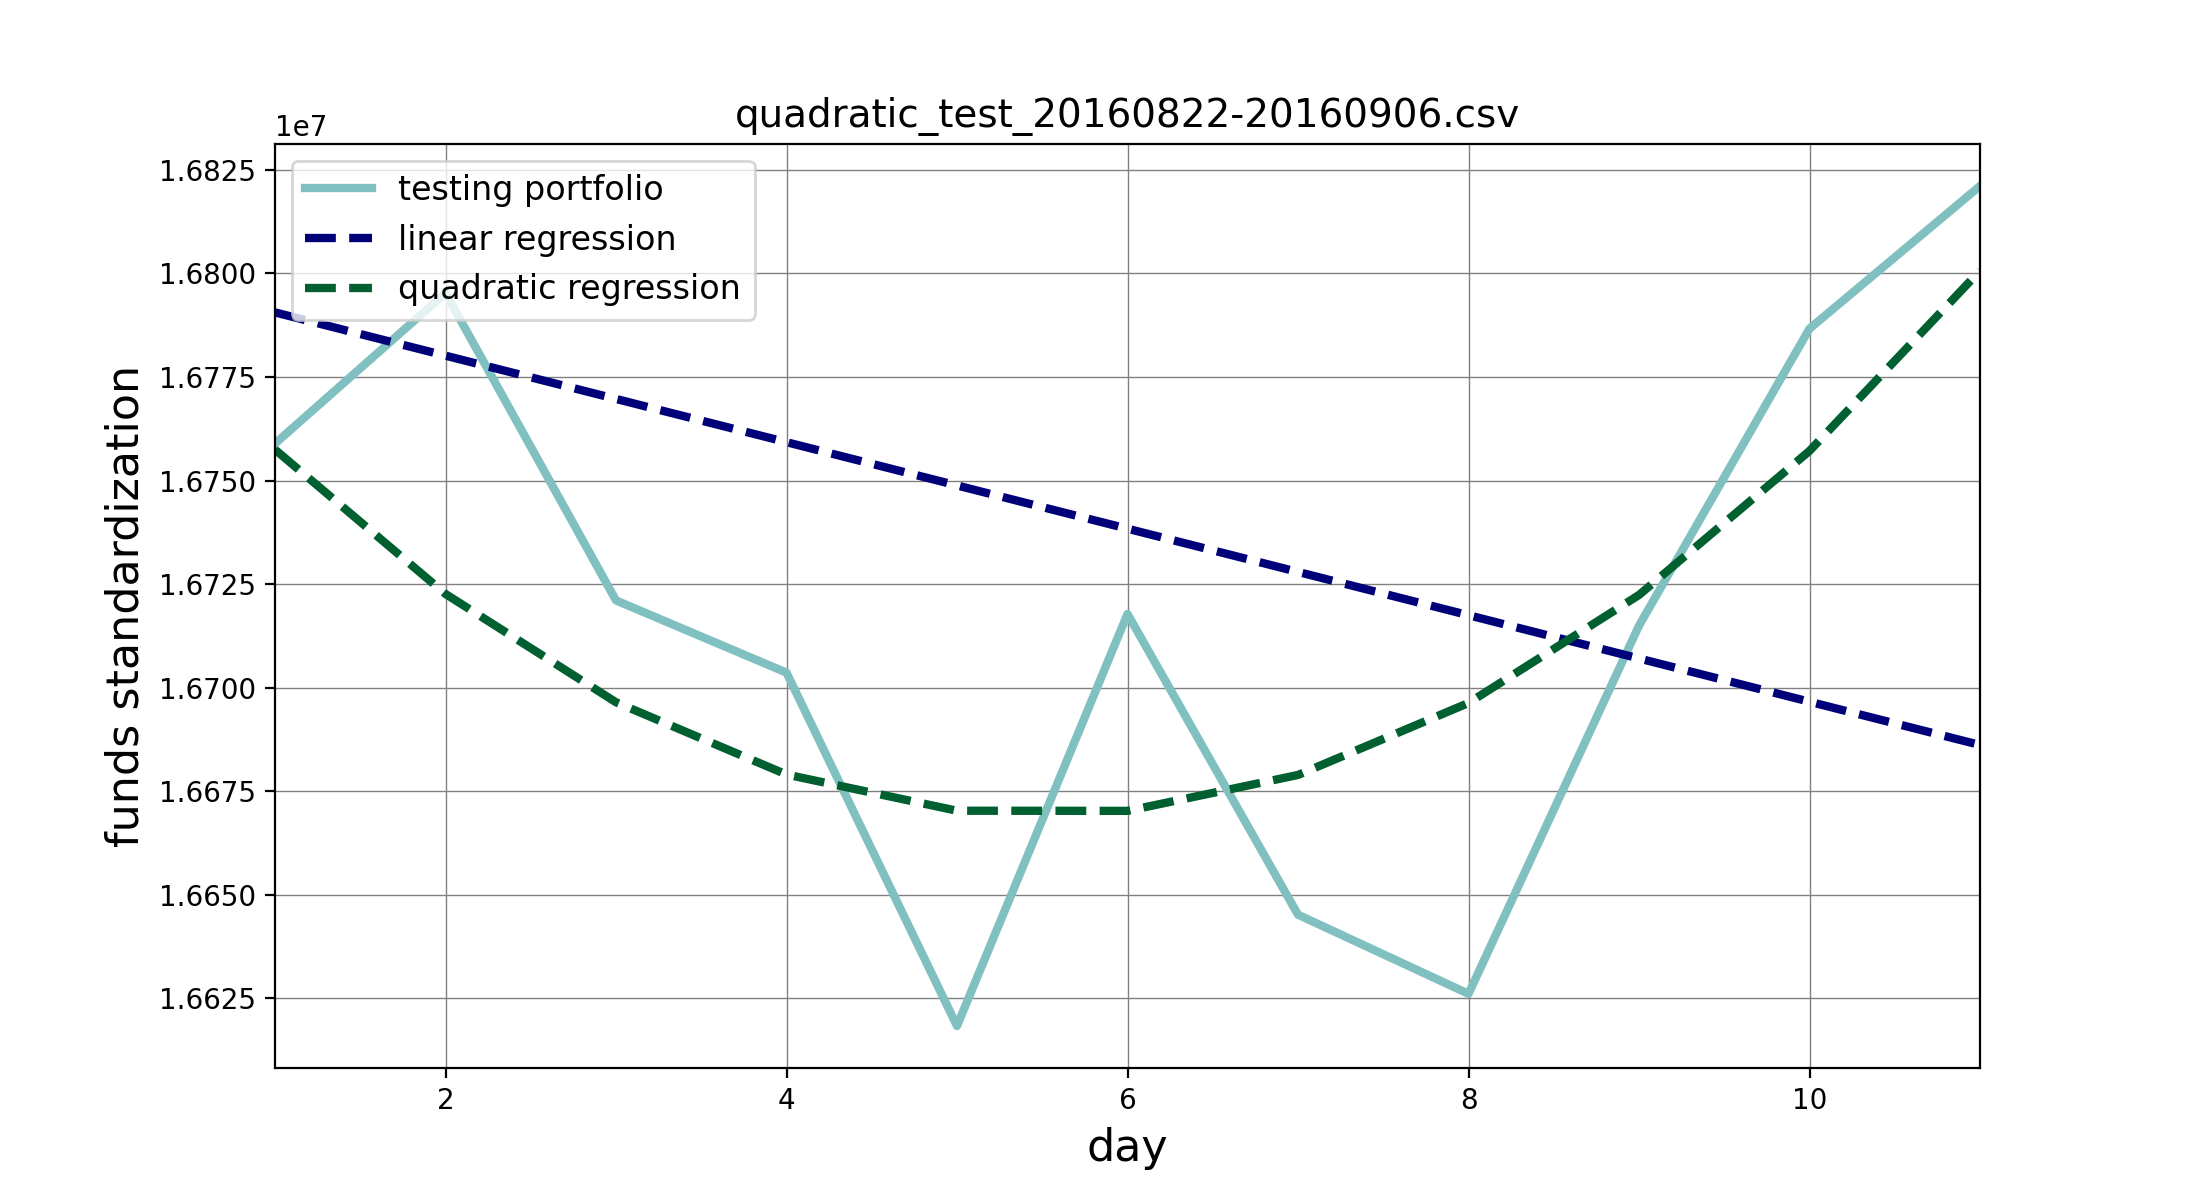 quadratic_test_20160822-20160906.csv
1e7
1.6825
1.6800
1.6775
1.6750
1.6725
1.6700
1.6675
1.6650
1.6625
funds standardization
testing portfolio
linear regression
quadratic regression
2 4 6 8 10
day